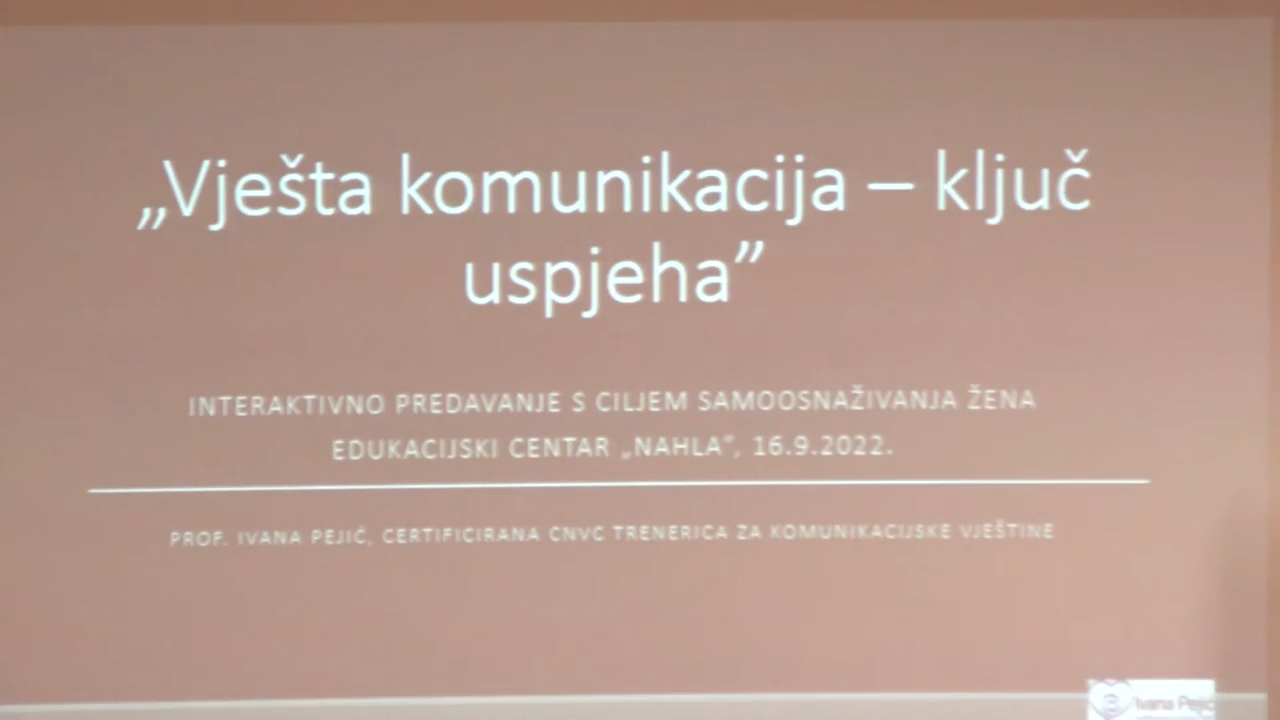 „Vješta komunikacija – ključ
uspjeha”
INTERAKTIVNO PREDAVANJE S CILJEM SAMOOSNAŽIVANJA ŽENA
EDUKACIJSKI CENTAR „NAHLA”, 16.9.2022.
PROF. IVANA PEJIĆ, CERTIFICIRANA CNVC TRENERICA ZA KOMUNIKACIJSKE VJEŠTINE
Ivana Pejić